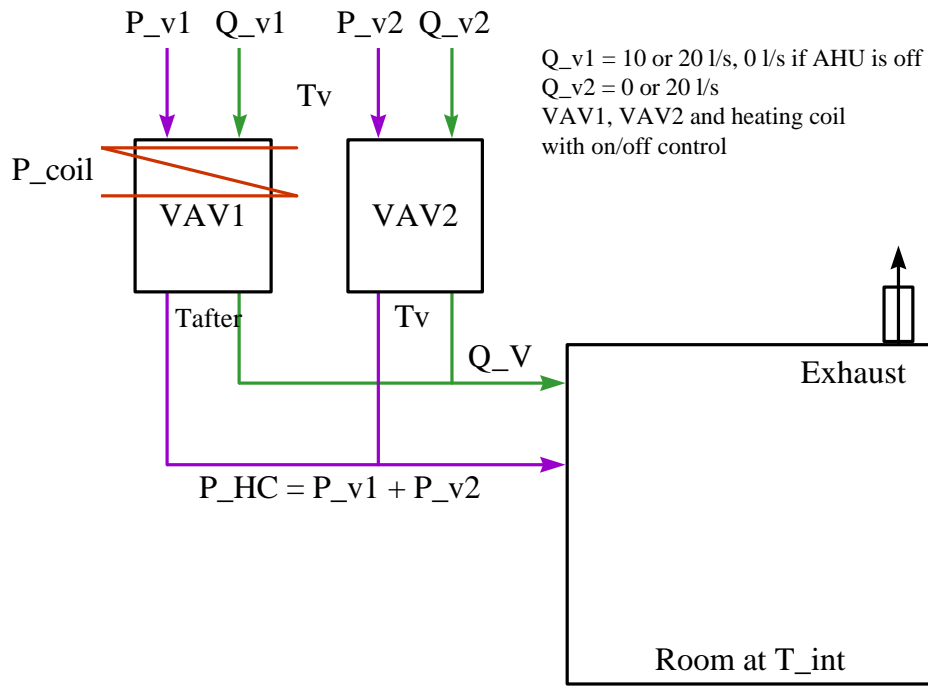 P_v1 Q_v1 P_v2 Q_v2
Q_v1 = 10 or 20 l/s, 0 l/s if AHU is off
Q_v2 = 0 or 20 l/s
VAV1, VAV2 and heating coil
with on/off control
Tv
P_coil
VAV1
VAV2
Tafter
Tv
Q_V
Exhaust
P_HC = P_v1 + P_v2
Room at T_int